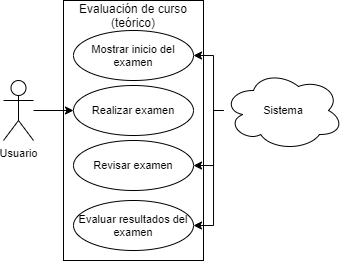 Evaluación de curso
(teórico)
Mostrar inicio del
examen
Realizar examen
Sistema
Usuario
Revisar examen
Evaluar resultados del
examen